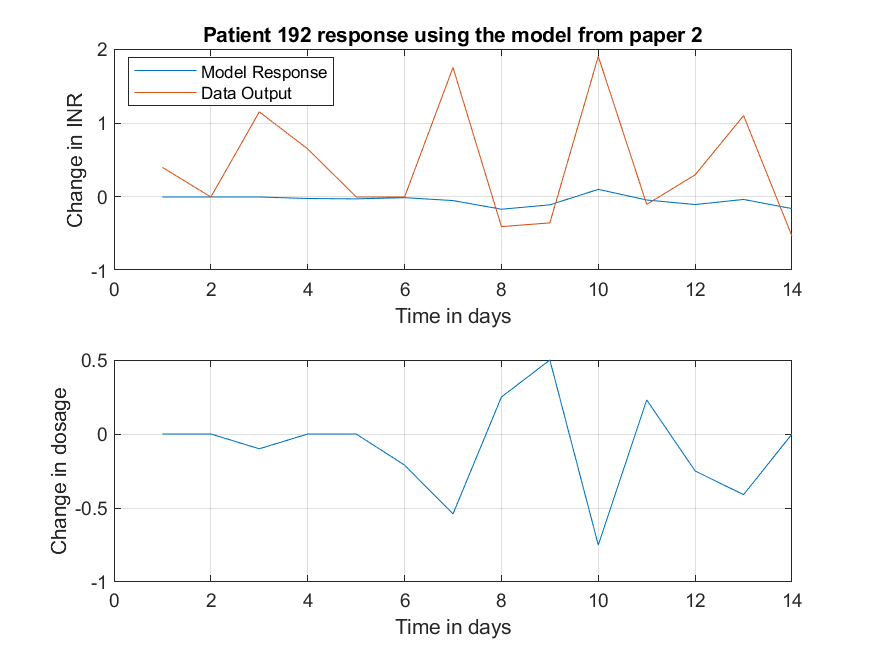 Patient 192 response using the model from paper 2
Model Response
Data Output
Change in INR
2
1
0
-1
0 2 4 6 8 10 12 14
Time in days
Change in dosage
0.5
0
-0.5
-1
0 2 4 6 8 10 12 14
Time in days